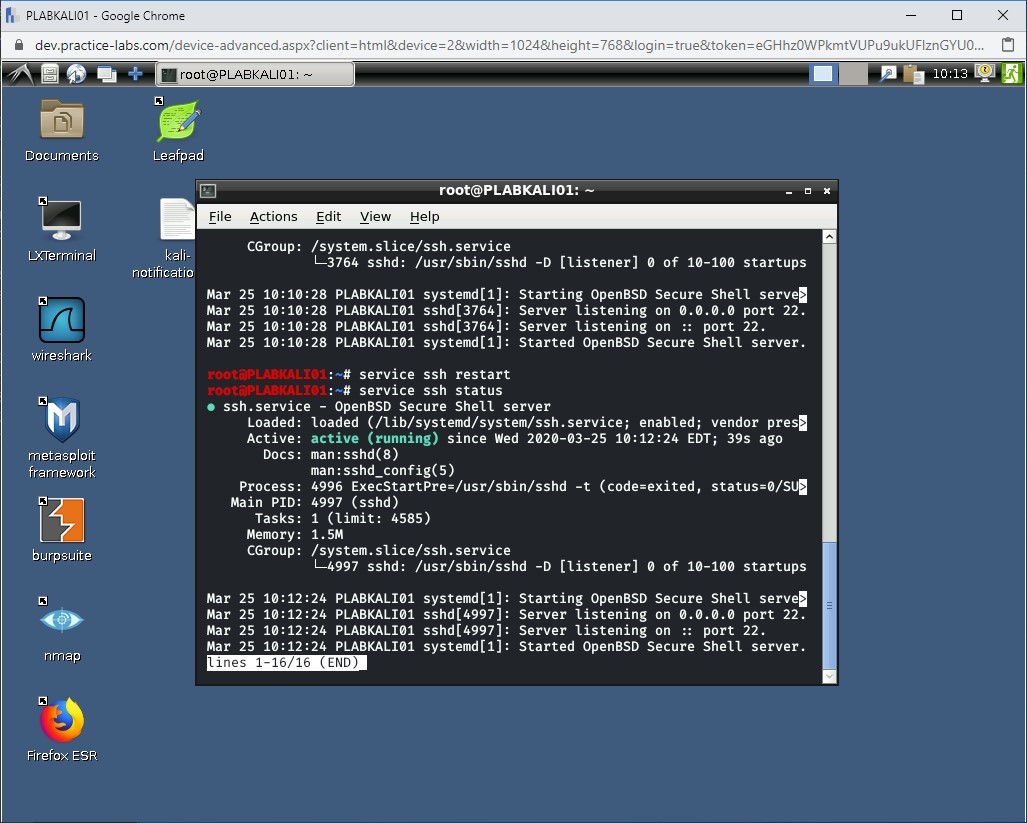 PLABKALI01 - Google Chrome
dev.practice-labs.com/device-advanced.aspx?client=html&device=2&width=1024&height=768&login=true&token=eGHhz0WPkmtVUPu9ukUFlznGYU0...
root@PLABKALI01: ~
10:13
Documents
Leafpad
LXTerminal
kali-
notificatio
wireshark
metasploit
framework
burpsuite
nmap
Firefox ESR
root@PLABKALI01: ~
File Actions Edit View Help
CGroup: /system.slice/ssh.service
└─3764 sshd: /usr/sbin/sshd -D [listener] 0 of 10-100 startups
Mar 25 10:10:28 PLABKALI01 systemd[1]: Starting OpenBSD Secure Shell serve>
Mar 25 10:10:28 PLABKALI01 sshd[3764]: Server listening on 0.0.0.0 port 22.
Mar 25 10:10:28 PLABKALI01 sshd[3764]: Server listening on :: port 22.
Mar 25 10:10:28 PLABKALI01 systemd[1]: Started OpenBSD Secure Shell server.
root@PLABKALI01:~# service ssh restart
root@PLABKALI01:~# service ssh status
● ssh.service - OpenBSD Secure Shell server
Loaded: loaded (/lib/systemd/system/ssh.service; enabled; vendor pres>
Active: active (running) since Wed 2020-03-25 10:12:24 EDT; 39s ago
Docs: man:sshd(8)
man:sshd_config(5)
Process: 4996 ExecStartPre=/usr/sbin/sshd -t (code=exited, status=0/SU>
Main PID: 4997 (sshd)
Tasks: 1 (limit: 4585)
Memory: 1.5M
CGroup: /system.slice/ssh.service
└─4997 sshd: /usr/sbin/sshd -D [listener] 0 of 10-100 startups
Mar 25 10:12:24 PLABKALI01 systemd[1]: Starting OpenBSD Secure Shell serve>
Mar 25 10:12:24 PLABKALI01 sshd[4997]: Server listening on 0.0.0.0 port 22.
Mar 25 10:12:24 PLABKALI01 sshd[4997]: Server listening on :: port 22.
Mar 25 10:12:24 PLABKALI01 systemd[1]: Started OpenBSD Secure Shell server.
lines 1-16/16 (END)